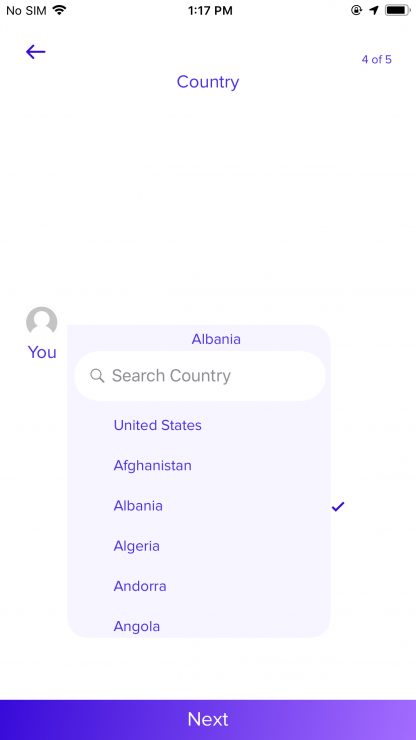 No SIM 1:17 PM
4 of 5
Country
Albania
You
Search Country
United States
Afghanistan
Albania
Algeria
Andorra
Angola
Next